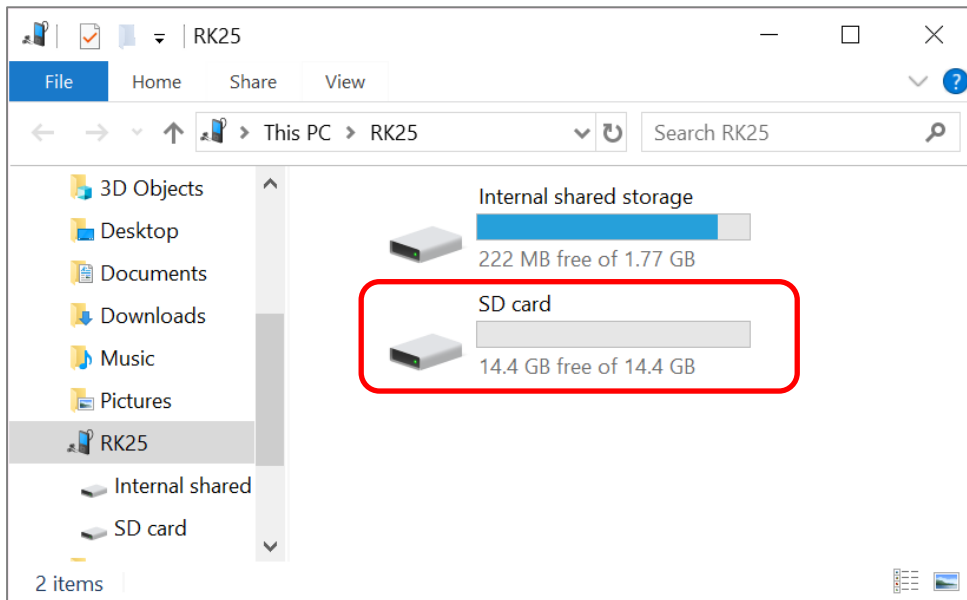 RK25
File Home Share View
?
This PC > RK25
Search RK25
3D Objects
Desktop
Documents
Downloads
Music
Pictures
RK25
Internal shared
SD card
Internal shared storage
222 MB free of 1.77 GB
SD card
14.4 GB free of 14.4 GB
2 items